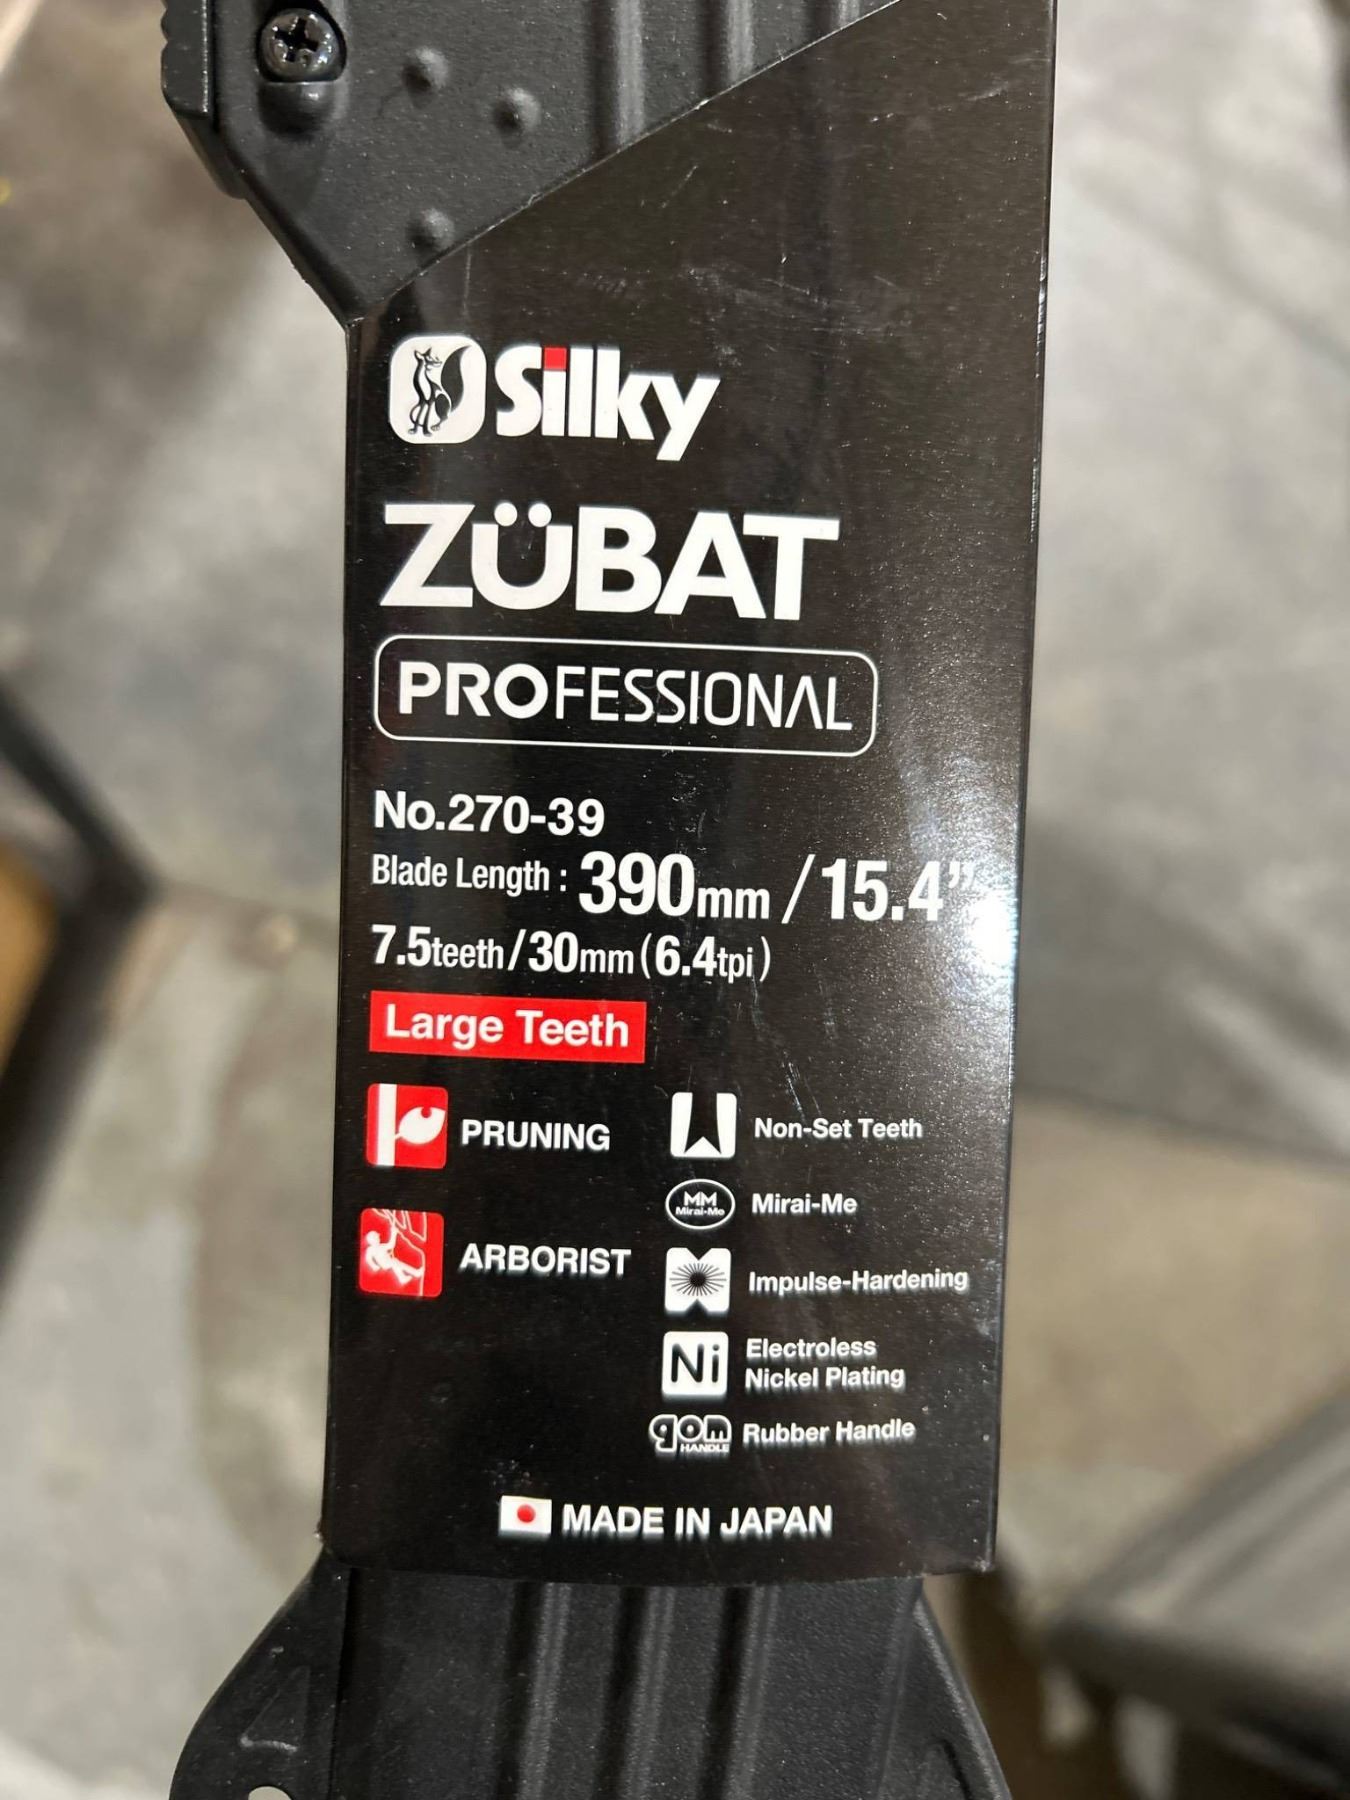 Silky
ZÜBAT
PROFESSIONAL
No.270-39
Blade Length : 390mm / 15.4”
7.5teeth/30mm (6.4tpi)
Large Teeth
PRUNING
ARBORIST
Non-Set Teeth
MM
Mirai-Me
Mirai-Me
Impulse-Hardening
Ni
Electroless
Nickel Plating
gom
HANDLE
Rubber Handle
MADE IN JAPAN